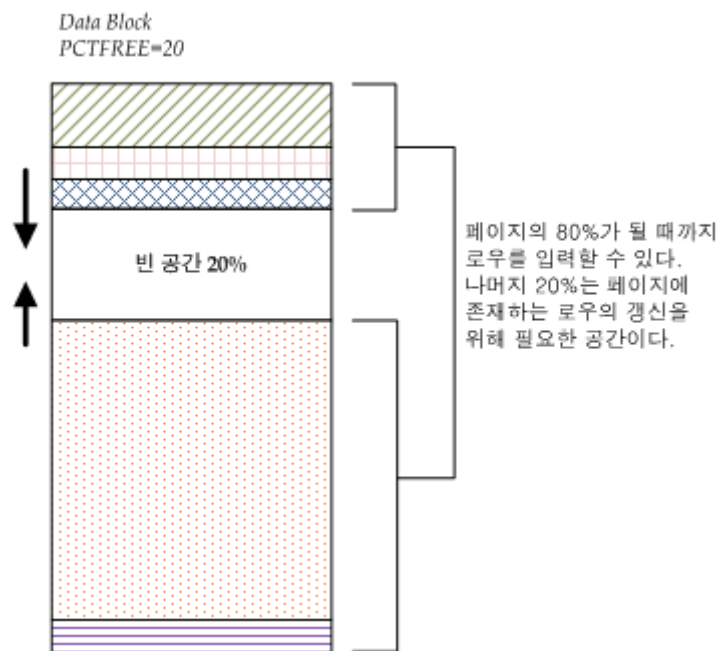 Data Block
PCTFREE=20
빈 공간 20%
페이지의 80%가 될 때까지
로우를 입력할 수 있다.
나머지 20%는 페이지에
존재하는 로우의 갱신을
위해 필요한 공간이다.